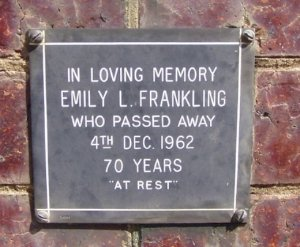 IN LOVING MEMORY
EMILY L. FRANKLING
WHO PASSED AWAY
4TH DEC. 1962
70 YEARS
"AT REST"